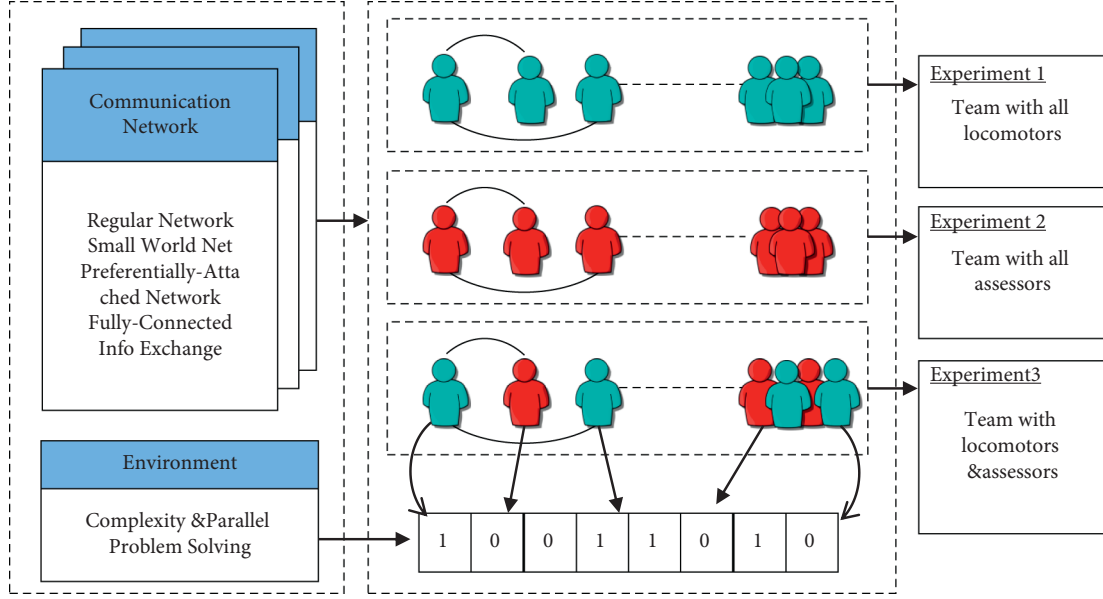 Communication
Network
Regular Network
Small World Net
Preferentially-Atta
ched Network
Fully-Connected
Info Exchange
Environment
Complexity &Parallel
Problem Solving
1 0 0 1 1 0 1 0
Experiment 1
Team with all
locomotors
Experiment 2
Team with all
assessors
Experiment3
Team with
locomotors
&assessors